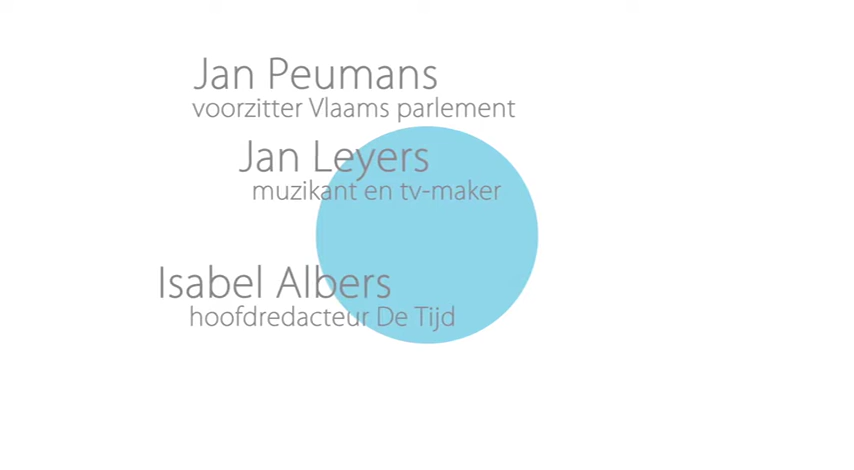 Jan Peumans
voorzitter Vlaams parlement
Jan Leyers
muzikant en tv-maker
Isabel Albers
hoofdredacteur De Tijd